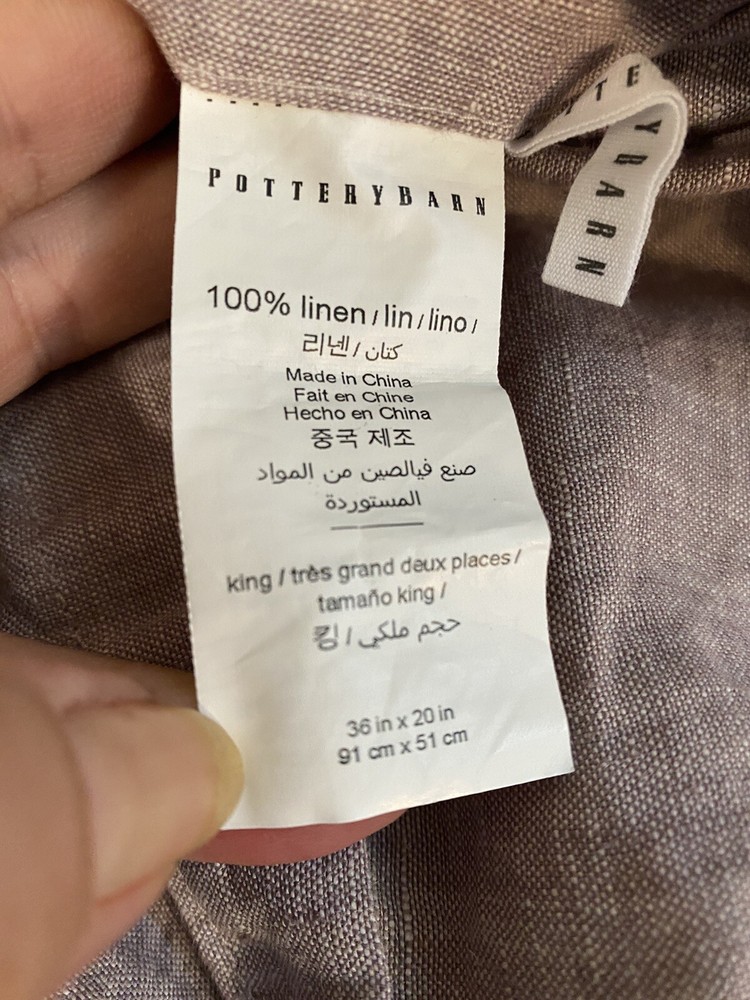 POTTERYBARN
100% linen / lin / lino /
리넨 / كتان
Made in China
Fait en Chine
Hecho en China
중국 제조
صنع فيالصين من المواد
المستوردة
king / très grand deux places /
tamaño king /
킹 / حجم ملكي
36 in x 20 in
91 cm x 51 cm
TE
YBARN